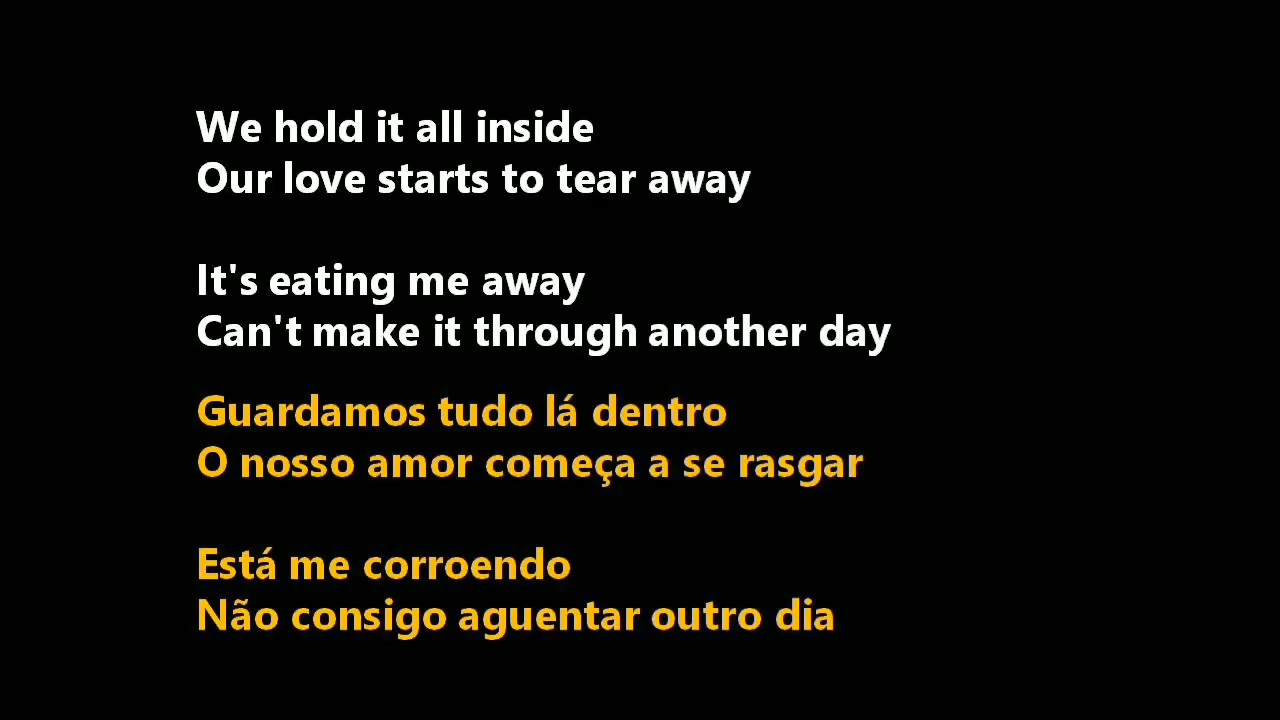 We hold it all inside
Our love starts to tear away
It's eating me away
Can't make it through another day
Guardamos tudo lá dentro
O nosso amor começa a se rasgar
Está me corroendo
Não consigo aguentar outro dia